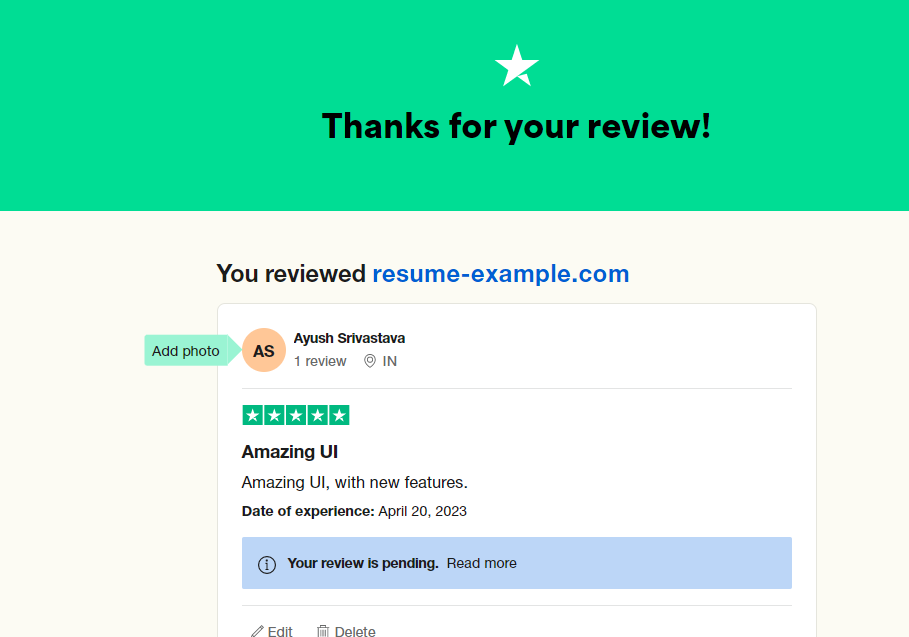 Thanks for your review!
You reviewed resume-example.com
Add photo
AS
Ayush Srivastava
1 review IN
Amazing UI
Amazing UI, with new features.
Date of experience: April 20, 2023
Your review is pending. Read more
Edit Delete